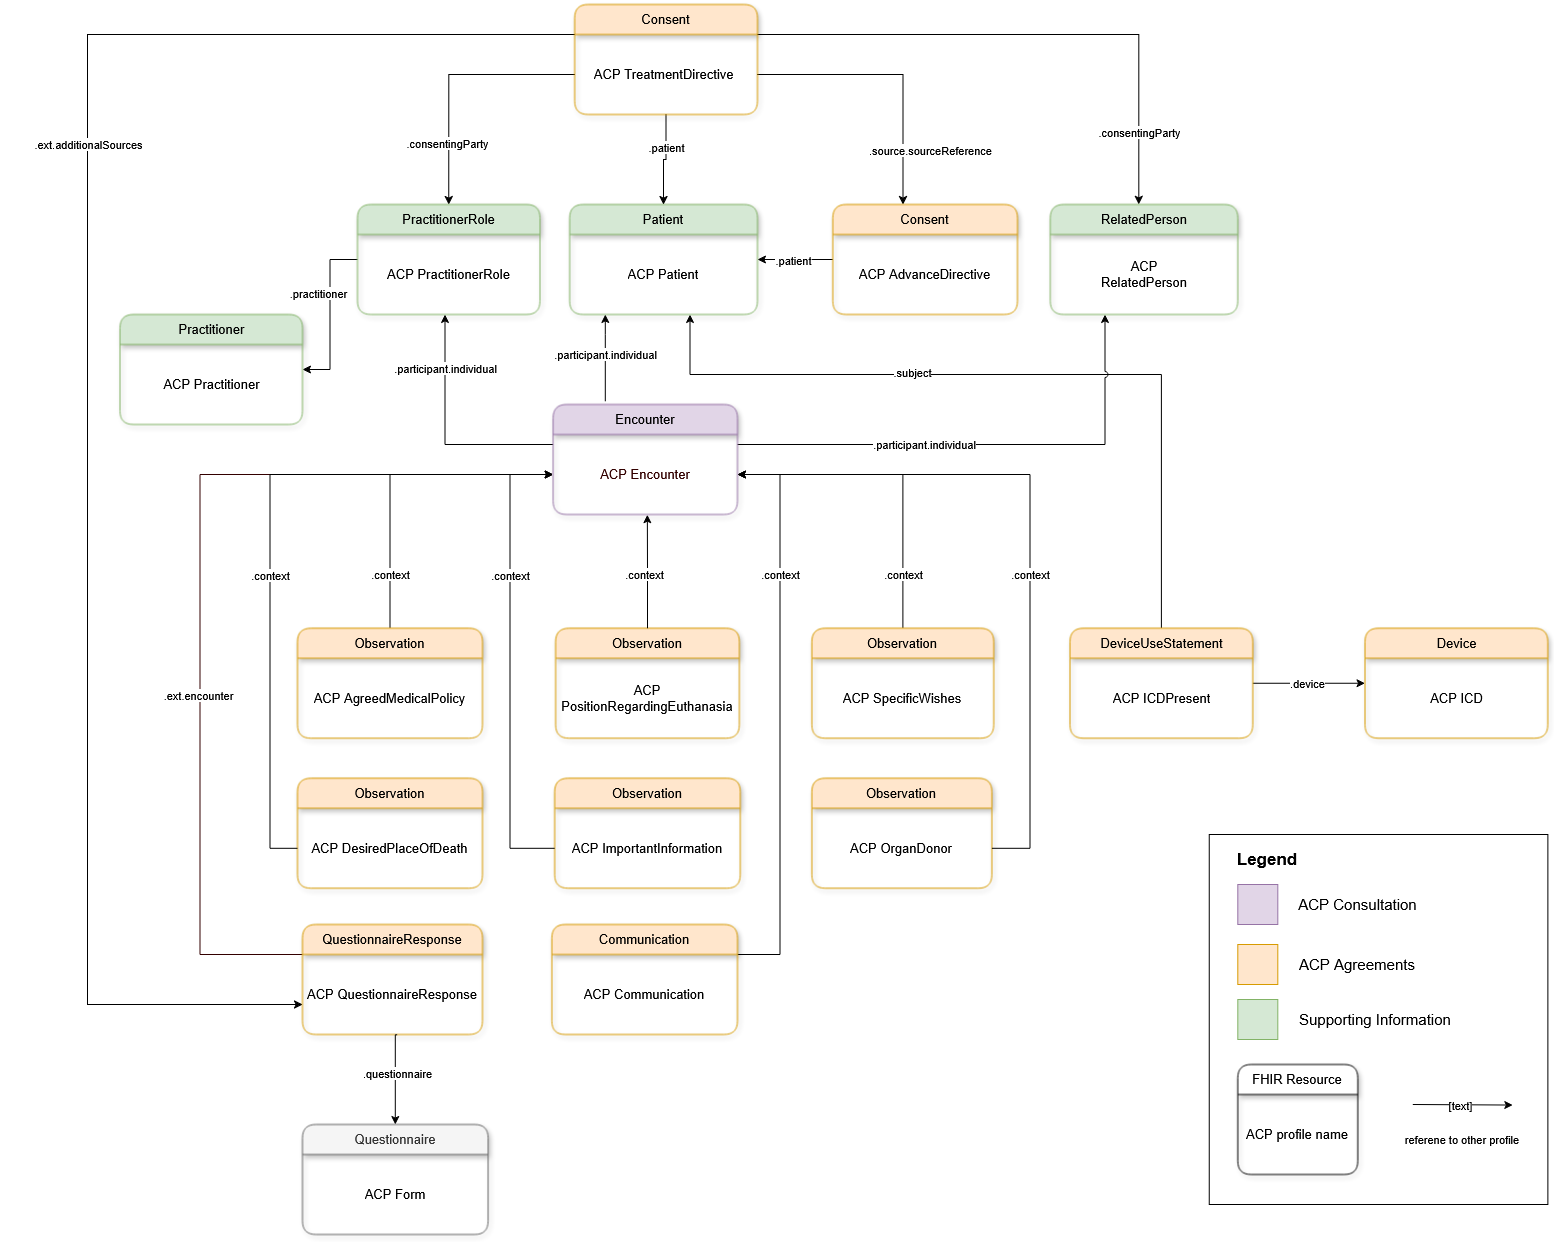 Consent
ACP TreatmentDirective
.ext.additionalSources
.consentingParty
.patient
.source.sourceReference
.consentingParty
PractitionerRole
ACP PractitionerRole
Patient
ACP Patient
.patient
Consent
ACP AdvanceDirective
RelatedPerson
ACP
RelatedPerson
.practitioner
Practitioner
ACP Practitioner
.participant.individual
.participant.individual
.subject
Encounter
ACP Encounter
.participant.individual
.context
.context
.context
.context
.context
.context
.context
Observation
ACP AgreedMedicalPolicy
Observation
ACP
PositionRegardingEuthanasia
Observation
ACP SpecificWishes
DeviceUseStatement
ACP ICDPresent
.device
Device
ACP ICD
.ext.encounter
Observation
ACP DesiredPlaceOfDeath
Observation
ACP ImportantInformation
Observation
ACP OrganDonor
QuestionnaireResponse
ACP QuestionnaireResponse
Communication
ACP Communication
.questionnaire
Questionnaire
ACP Form
Legend
ACP Consultation
ACP Agreements
Supporting Information
FHIR Resource
ACP profile name
[text]
referene to other profile